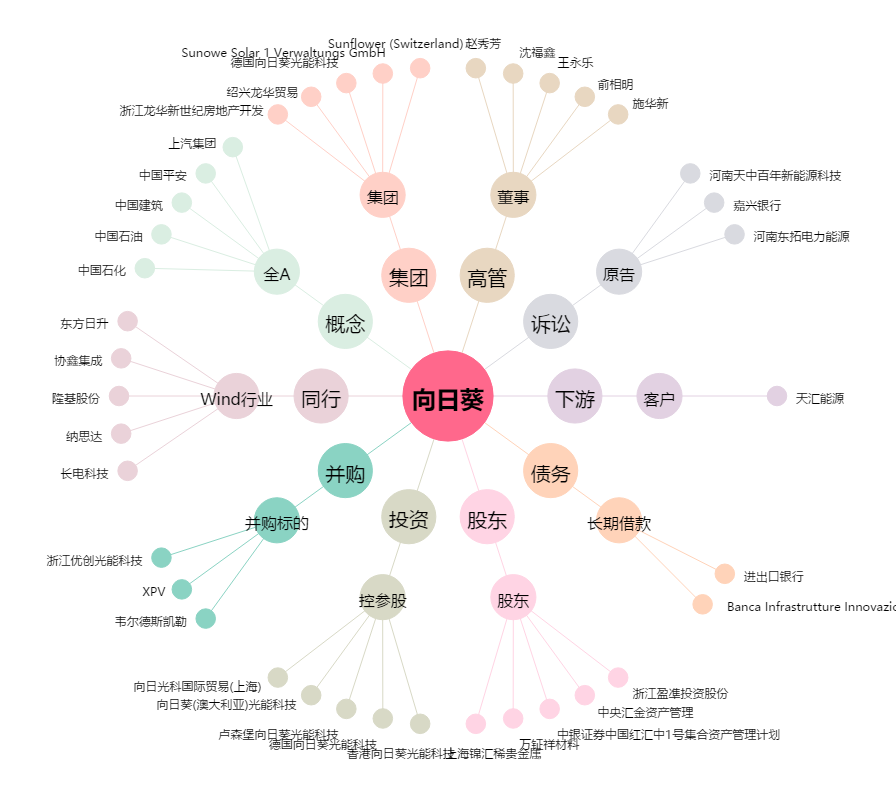 Sunflower (Switzerland)
赵秀芳
Sunowe Solar 1 Verwaltungs GmbH
沈福鑫
德国向日葵光能科技
王永乐
绍兴龙华贸易
俞相明
浙江龙华新世纪房地产开发
施华新
上汽集团
中国平安
河南天中百年新能源科技
中国建筑
嘉兴银行
中国石油
河南东拓电力能源
中国石化
集团
董事
全A
原告
集团
高管
概念
诉讼
东方日升
协鑫集成
隆基股份
纳思达
长电科技
Wind行业
同行
向日葵
下游
客户
天汇能源
并购
债务
并购标的
投资
股东
长期借款
浙江优创光能科技
XPV
韦尔德斯凯勒
进出口银行
Banca Infrastrutture Innovazio
控参股
股东
向日光科国际贸易(上海)
向日葵(澳大利亚)光能科技
卢森堡向日葵光能科技
德国向日葵光能科技
香港向日葵光能科技
上海锦汇稀贵金属
万钲祥材料
中银证券中国红汇中1号集合资产管理计划
中央汇金资产管理
浙江盈准投资股份